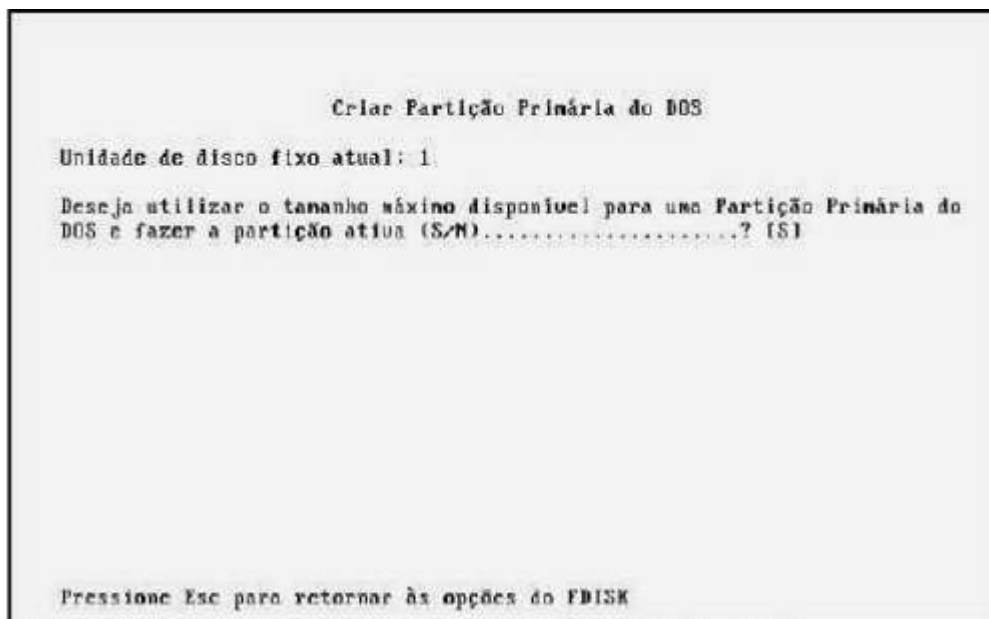 Criar Partição Primária do DOS
Unidade de disco fixo atual: 1
Deseja utilizar o tamanho máximo disponível para uma Partição Primária do
DOS e fazer a partição ativa (S/N).....................? [S]
Pressione Esc para retornar às opções do FDISK